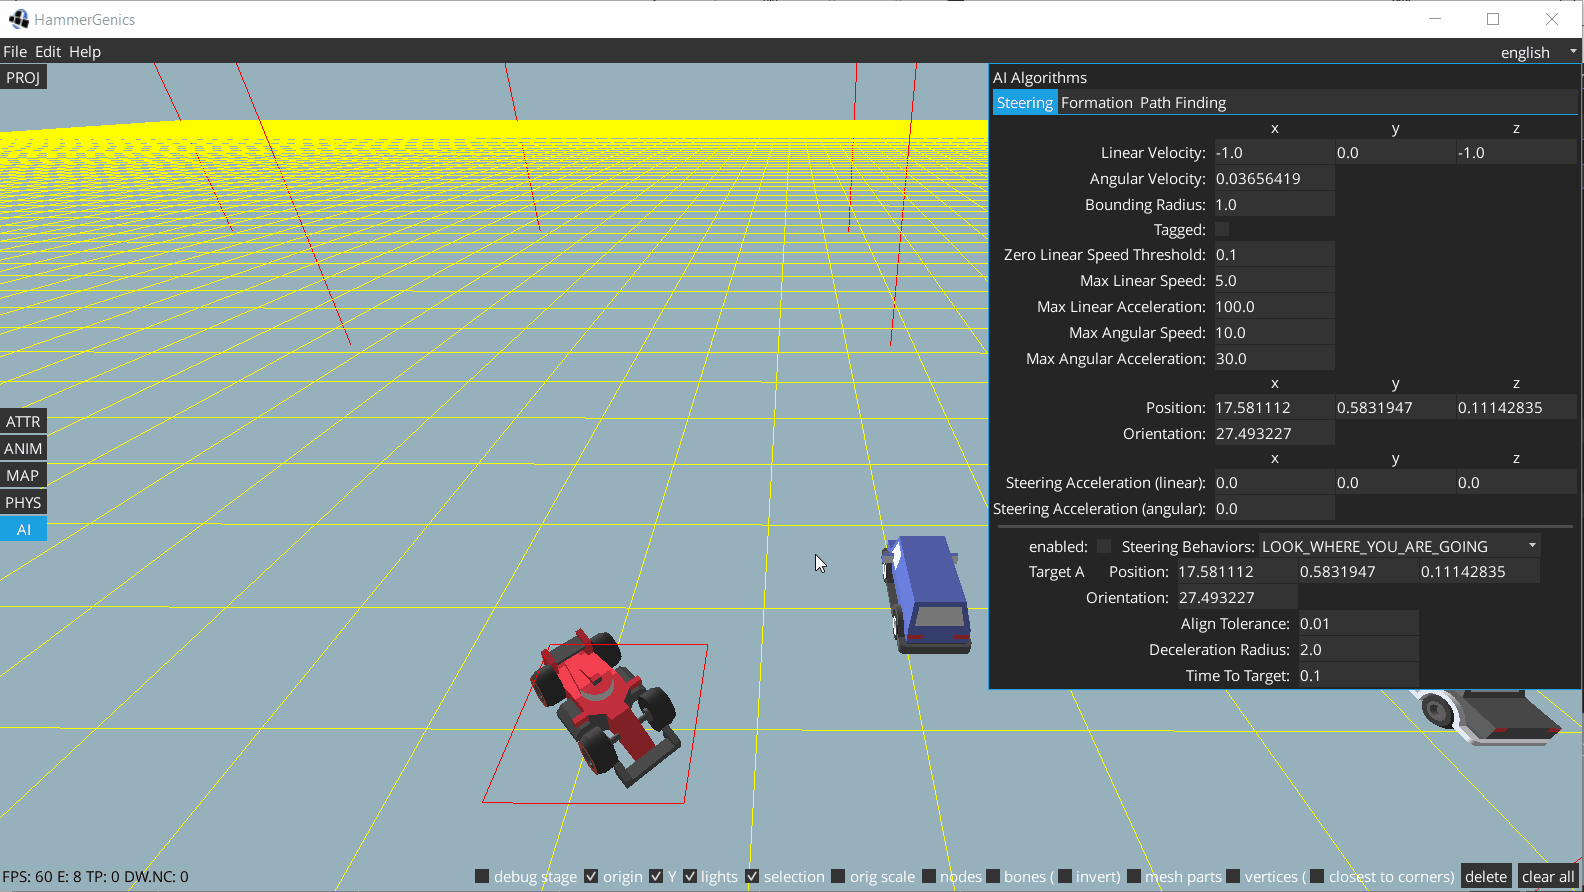 HammerGenics
File Edit Help
english
PROJ
AI Algorithms
Steering Formation Path Finding
x y z
Linear Velocity: -1.0 0.0 -1.0
Angular Velocity: 0.03656419
Bounding Radius: 1.0
Tagged:
Zero Linear Speed Threshold: 0.1
Max Linear Speed: 5.0
Max Linear Acceleration: 100.0
Max Angular Speed: 10.0
Max Angular Acceleration: 30.0
x y z
Position: 17.581112 0.5831947 0.11142835
Orientation: 27.493227
x y z
Steering Acceleration (linear): 0.0 0.0 0.0
Steering Acceleration (angular): 0.0
enabled: Steering Behaviors: LOOK_WHERE_YOU_ARE_GOING
Target A Position: 17.581112 0.5831947 0.11142835
Orientation: 27.493227
Align Tolerance: 0.01
Deceleration Radius: 2.0
Time To Target: 0.1
ATTR
ANIM
MAP
PHYS
AI
FPS: 60 E: 8 TP: 0 DW.NC: 0 debug stage origin Y lights selection orig scale nodes bones ( invert) mesh parts vertices ( closest to corners) delete clear all